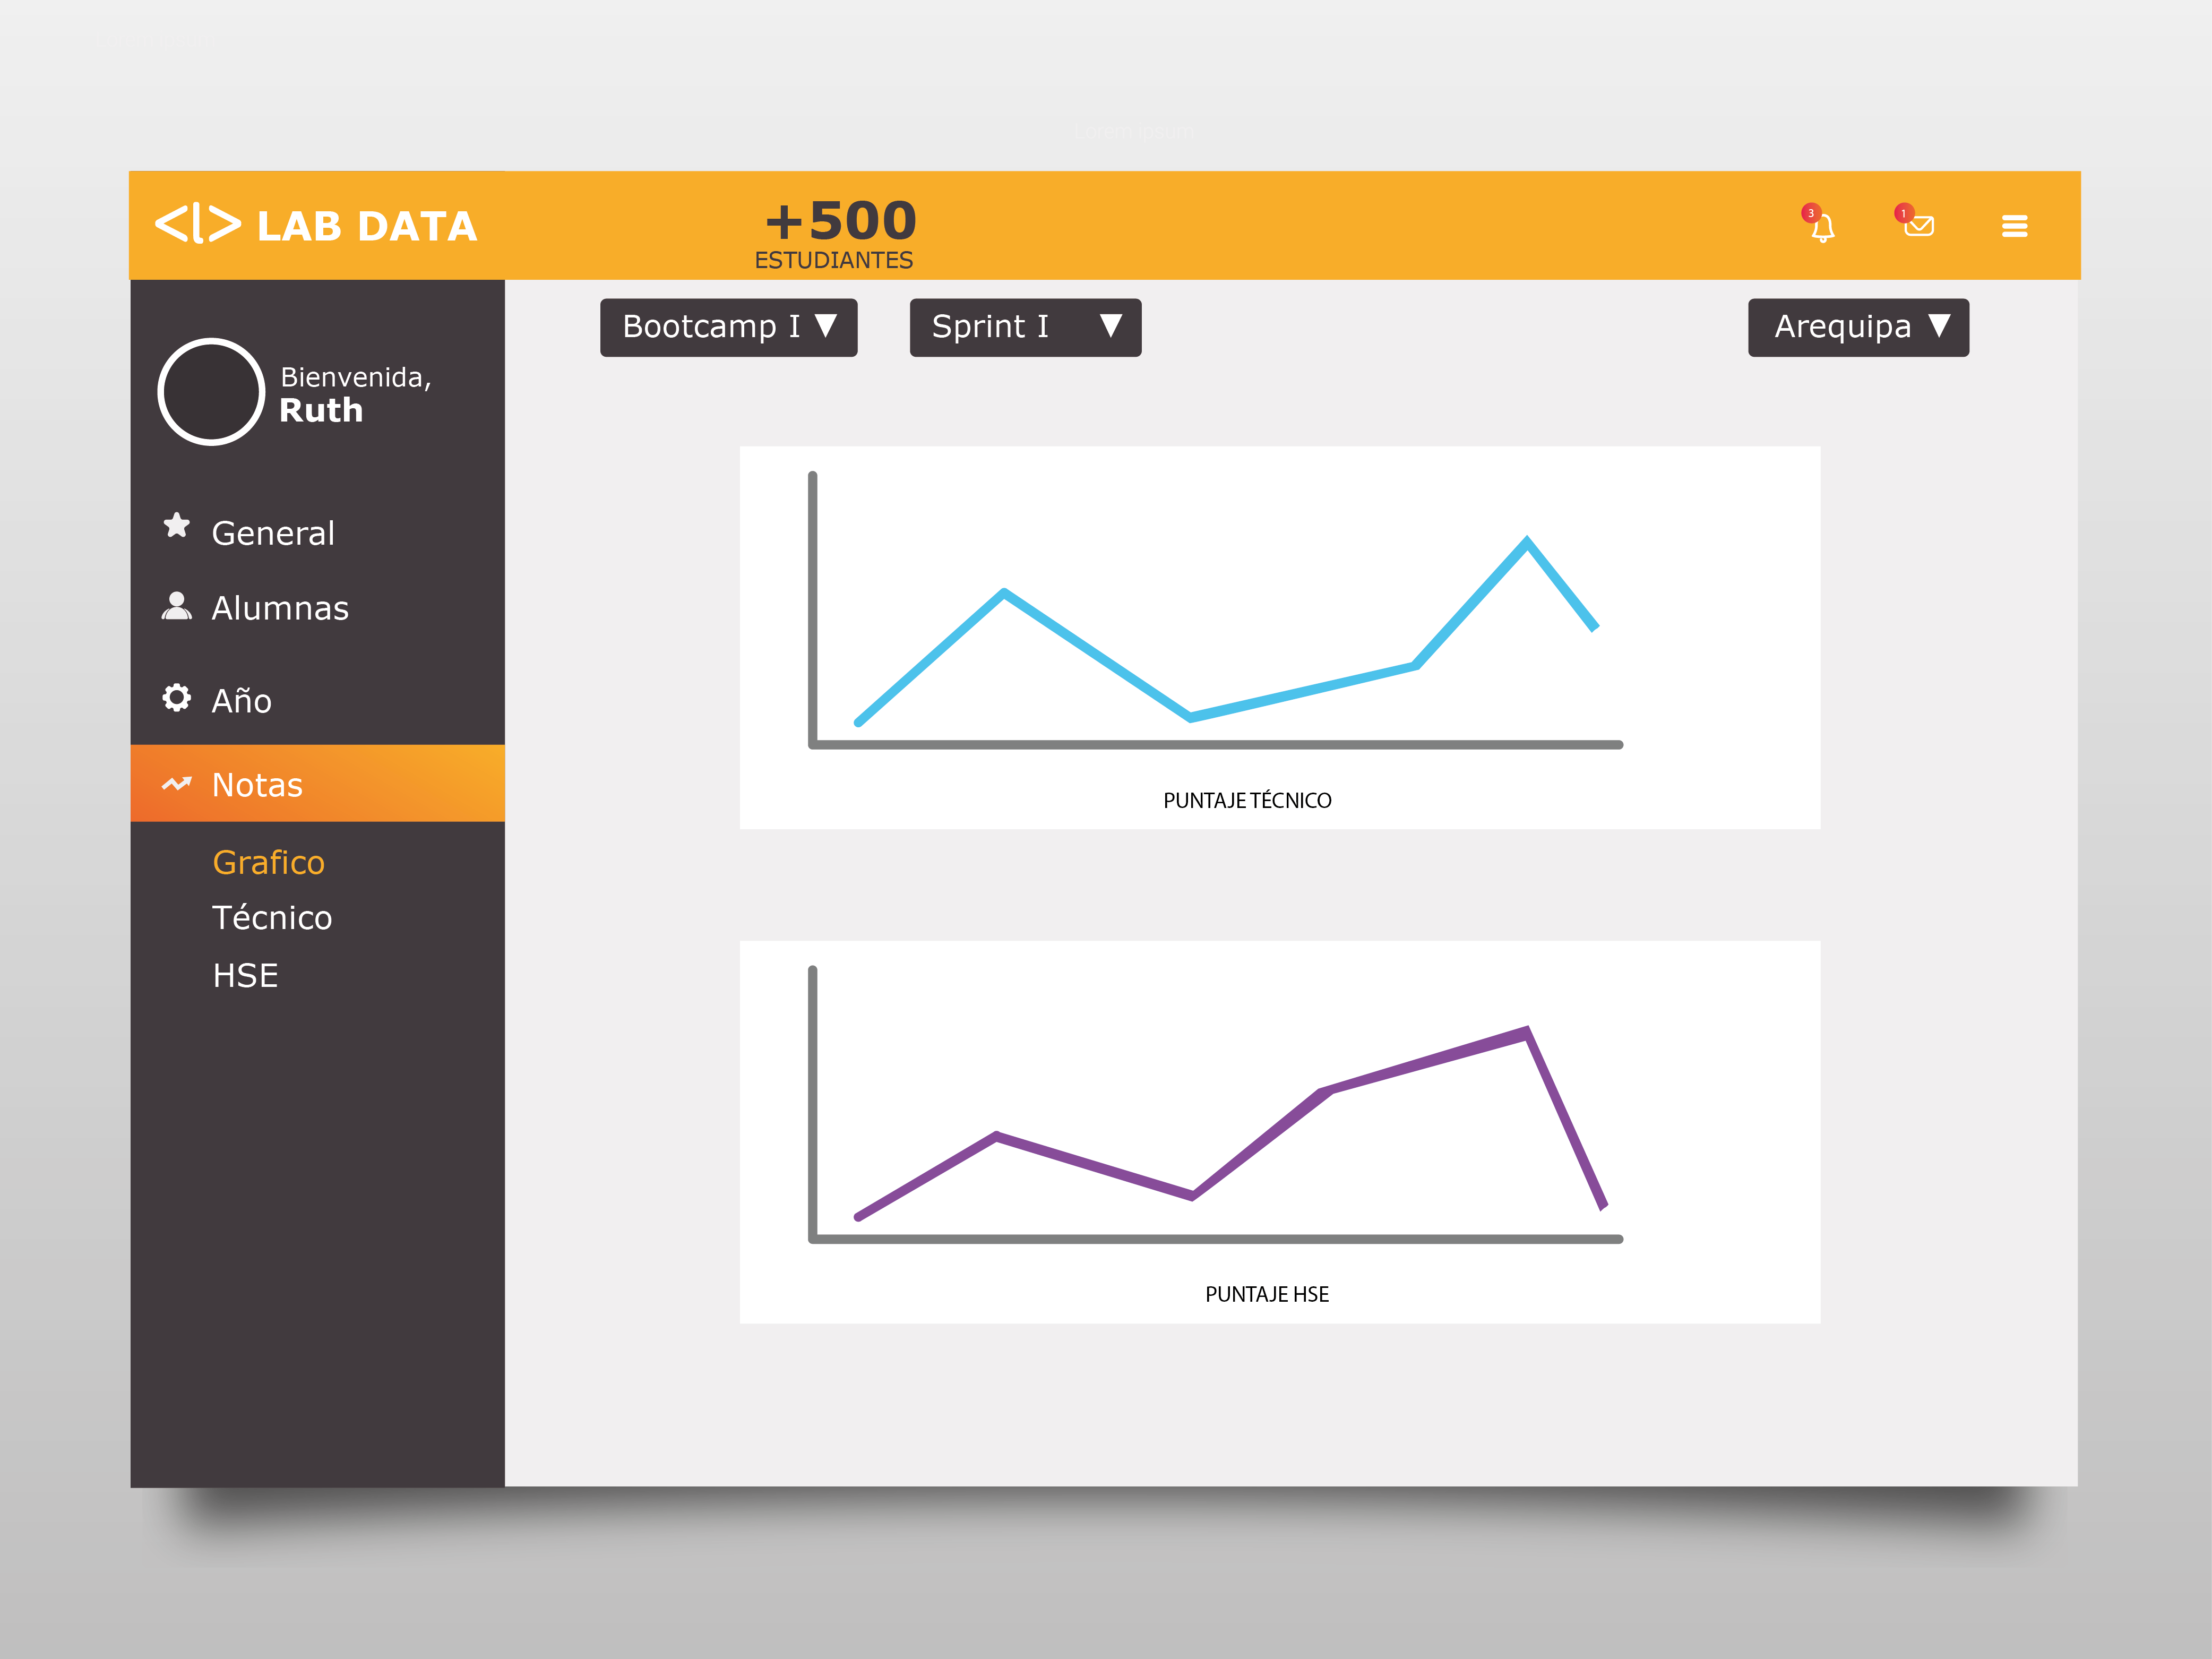 <L> LAB DATA
+500
ESTUDIANTES
3
1
Bootcamp I ▼
Sprint I ▼
Arequipa ▼
Bienvenida,
Ruth
General
Alumnas
Año
Notas
Grafico
Técnico
HSE
PUNTAJE TÉCNICO
PUNTAJE HSE